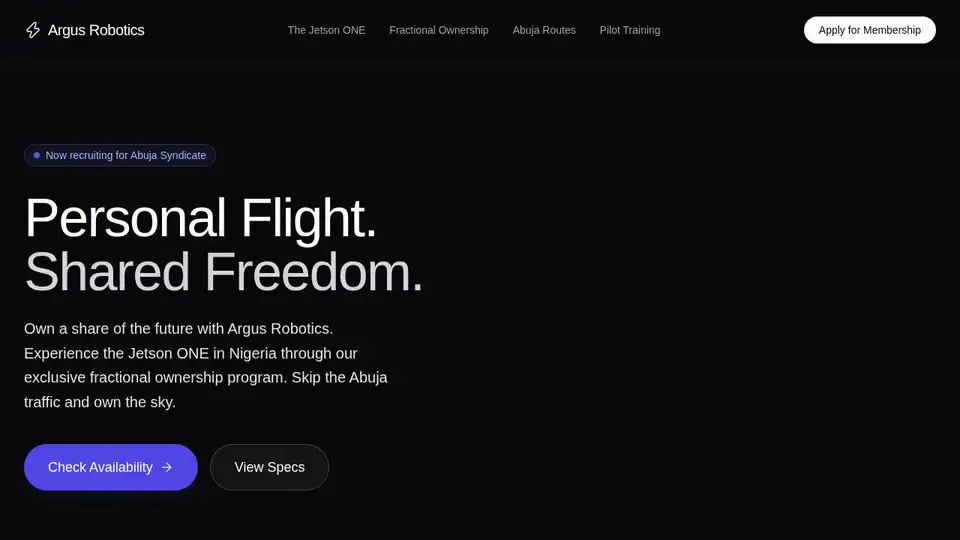 Argus Robotics
The Jetson ONE
Fractional Ownership
Abuja Routes
Pilot Training
Apply for Membership
Now recruiting for Abuja Syndicate
Personal Flight.
Shared Freedom.
Own a share of the future with Argus Robotics.
Experience the Jetson ONE in Nigeria through our
exclusive fractional ownership program. Skip the Abuja
traffic and own the sky.
Check Availability
View Specs